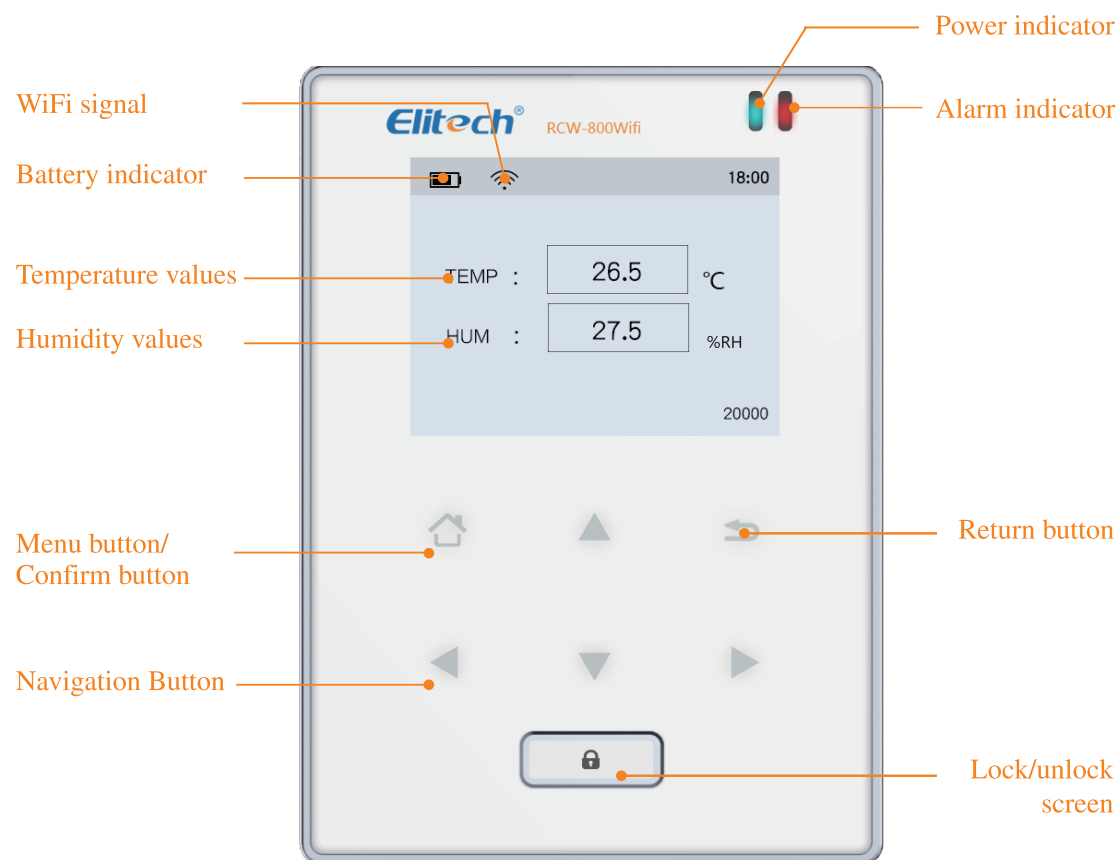 Power indicator
WiFi signal
Alarm indicator
Elitech®
RCW-800Wifi
Battery indicator
18:00
Temperature values
TEMP : 26.5 ℃
Humidity values
HUM : 27.5 %RH
20000
Menu button/
Confirm button
Return button
Navigation Button
Lock/unlock
screen